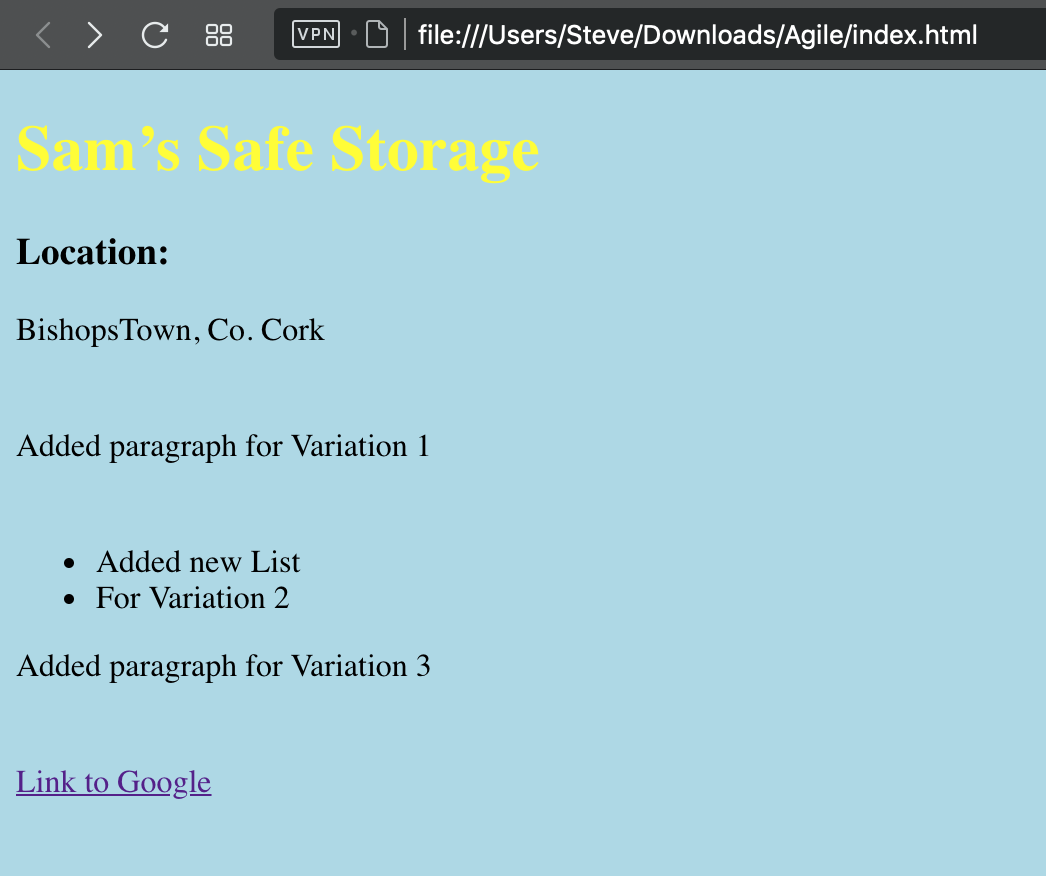 VPN file:///Users/Steve/Downloads/Agile/index.html
Sam’s Safe Storage
Location:
BishopsTown, Co. Cork
Added paragraph for Variation 1
• Added new List
• For Variation 2
Added paragraph for Variation 3
Link to Google